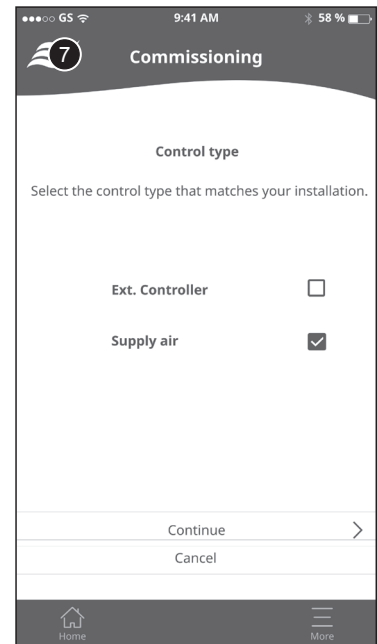 ●●●○○ GS 9:41 AM 58 %
7 Commissioning
Control type
Select the control type that matches your installation.
Ext. Controller
Supply air
Continue
Cancel
Home More